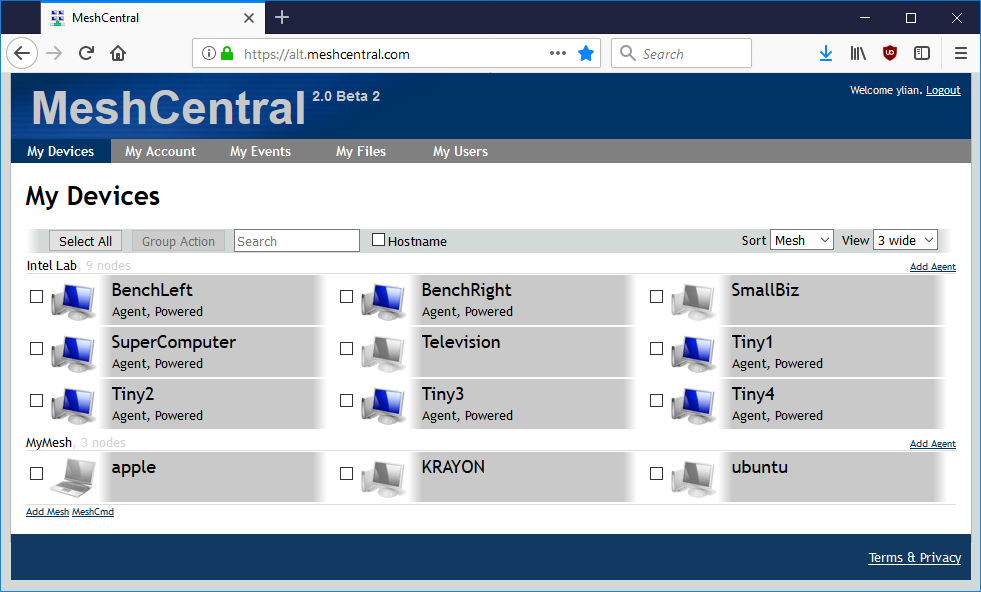 MeshCentral
https://alt.meshcentral.com
Search
MeshCentral 2.0 Beta 2
Welcome ylian. Logout
My Devices My Account My Events My Files My Users
My Devices
Select All Group Action Search Hostname Sort Mesh View 3 wide
Intel Lab, 9 nodes Add Agent
BenchLeft BenchRight SmallBiz
Agent, Powered Agent, Powered
SuperComputer Television Tiny1
Agent, Powered Agent, Powered
Tiny2 Tiny3 Tiny4
Agent, Powered Agent, Powered Agent, Powered
MyMesh, 3 nodes Add Agent
apple KRAYON ubuntu
Add Mesh MeshCmd
Terms & Privacy